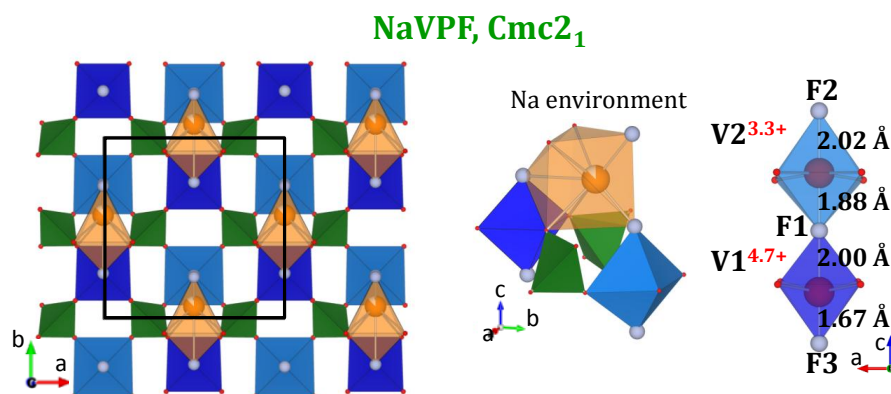 NaVPF, Cmc2₁
Na environment
F2
V2³·³⁺
2.02 Å
1.88 Å
F1
V1⁴·⁷⁺
2.00 Å
1.67 Å
F3
b
a
c
a
b
c
a